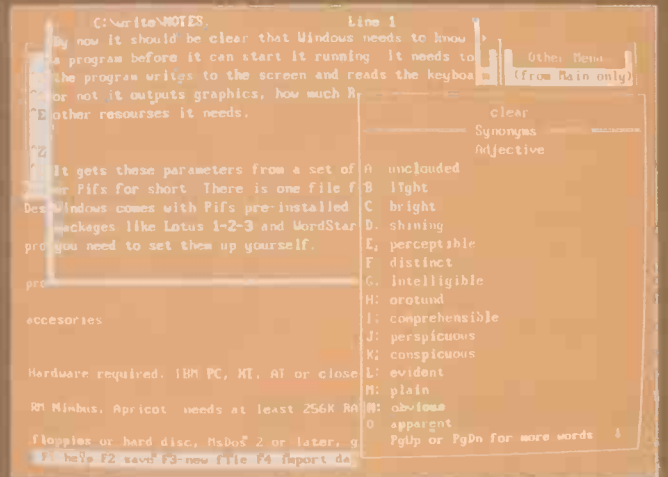 C:\write\NOTES. Line 1
By now it should be clear that Windows needs to know
a program before it can start it running It needs to
the program writes to the screen and reads the keyboa
or not it outputs graphics, how much R
other resourses it needs.
Other Menu
(from Main only)
^E
^Z
It gets these parameters from a set of
or Pifs for short There is one file f
Des Windows comes with Pifs pre-installed
packages like Lotus 1-2-3 and WordStar
pro you need to set them up yourself.
pro
accesories
Hardware required. IBM PC, XT, AT or close
RM Nimbus, Apricot needs at least 256K RA
floppies or hard disc, MsDos 2 or later, g
F1 help F2 save F3-new file F4 Import da
clear
Synonyms
Adjective
A unclouded
B light
C bright
D. shining
E. perceptible
F distinct
G. Intelligible
H: orotund
I: comprehensible
J: perspicuous
K: conspicuous
L: evident
M: plain
N: obvious
O apparent
PgUp or PgDn for more words ↓